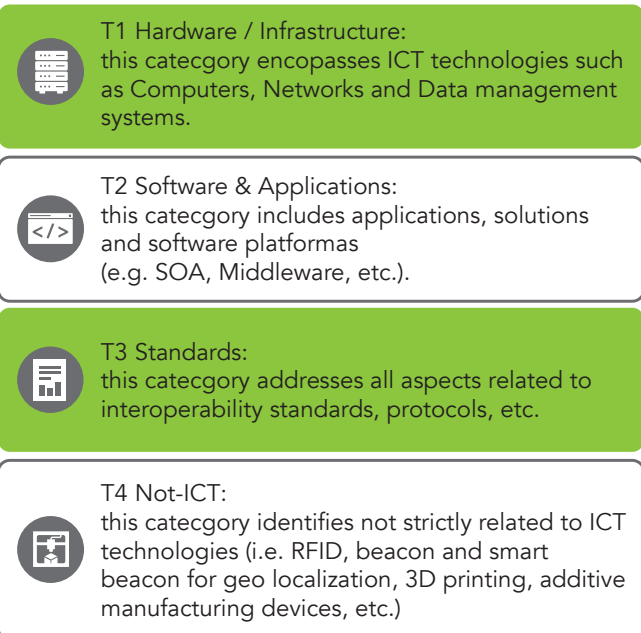 T1 Hardware / Infrastructure:
this catecgory encopasses ICT technologies such
as Computers, Networks and Data management
systems.
</>
T2 Software & Applications:
this catecgory includes applications, solutions
and software platformas
(e.g. SOA, Middleware, etc.).
T3 Standards:
this catecgory addresses all aspects related to
interoperability standards, protocols, etc.
T4 Not-ICT:
this catecgory identifies not strictly related to ICT
technologies (i.e. RFID, beacon and smart
beacon for geo localization, 3D printing, additive
manufacturing devices, etc.)